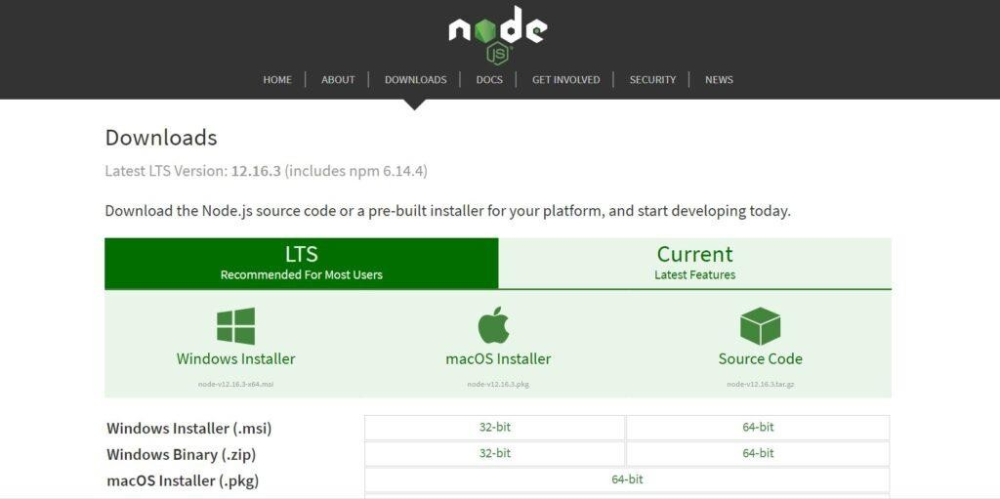 node
JS
HOME ABOUT DOWNLOADS DOCS GET INVOLVED SECURITY NEWS
Downloads
Latest LTS Version: 12.16.3 (includes npm 6.14.4)
Download the Node.js source code or a pre-built installer for your platform, and start developing today.
LTS Current
Recommended For Most Users Latest Features
Windows Installer macOS Installer Source Code
node-v12.16.3-x64.msi node-v12.16.3.pkg node-v12.16.3.tar.gz
Windows Installer (.msi) 32-bit 64-bit
Windows Binary (.zip) 32-bit 64-bit
macOS Installer (.pkg) 64-bit